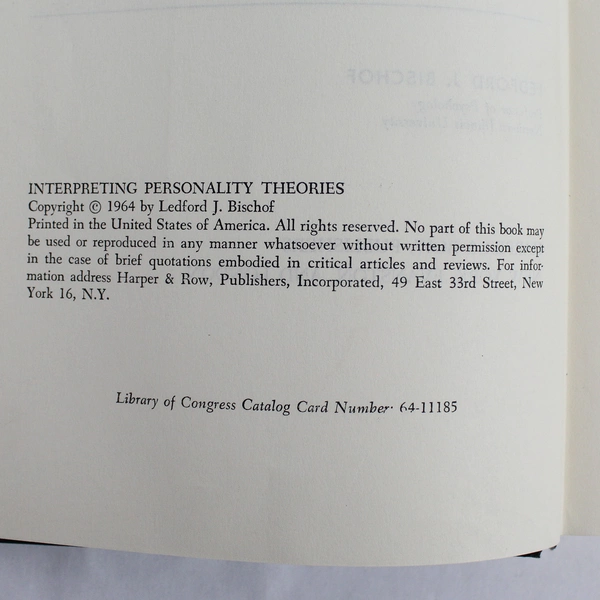 INTERPRETING PERSONALITY THEORIES
Copyright © 1964 by Ledford J. Bischof
Printed in the United States of America. All rights reserved. No part of this book may
be used or reproduced in any manner whatsoever without written permission except
in the case of brief quotations embodied in critical articles and reviews. For infor-
mation address Harper & Row, Publishers, Incorporated, 49 East 33rd Street, New
York 16, N.Y.
Library of Congress Catalog Card Number· 64-11185